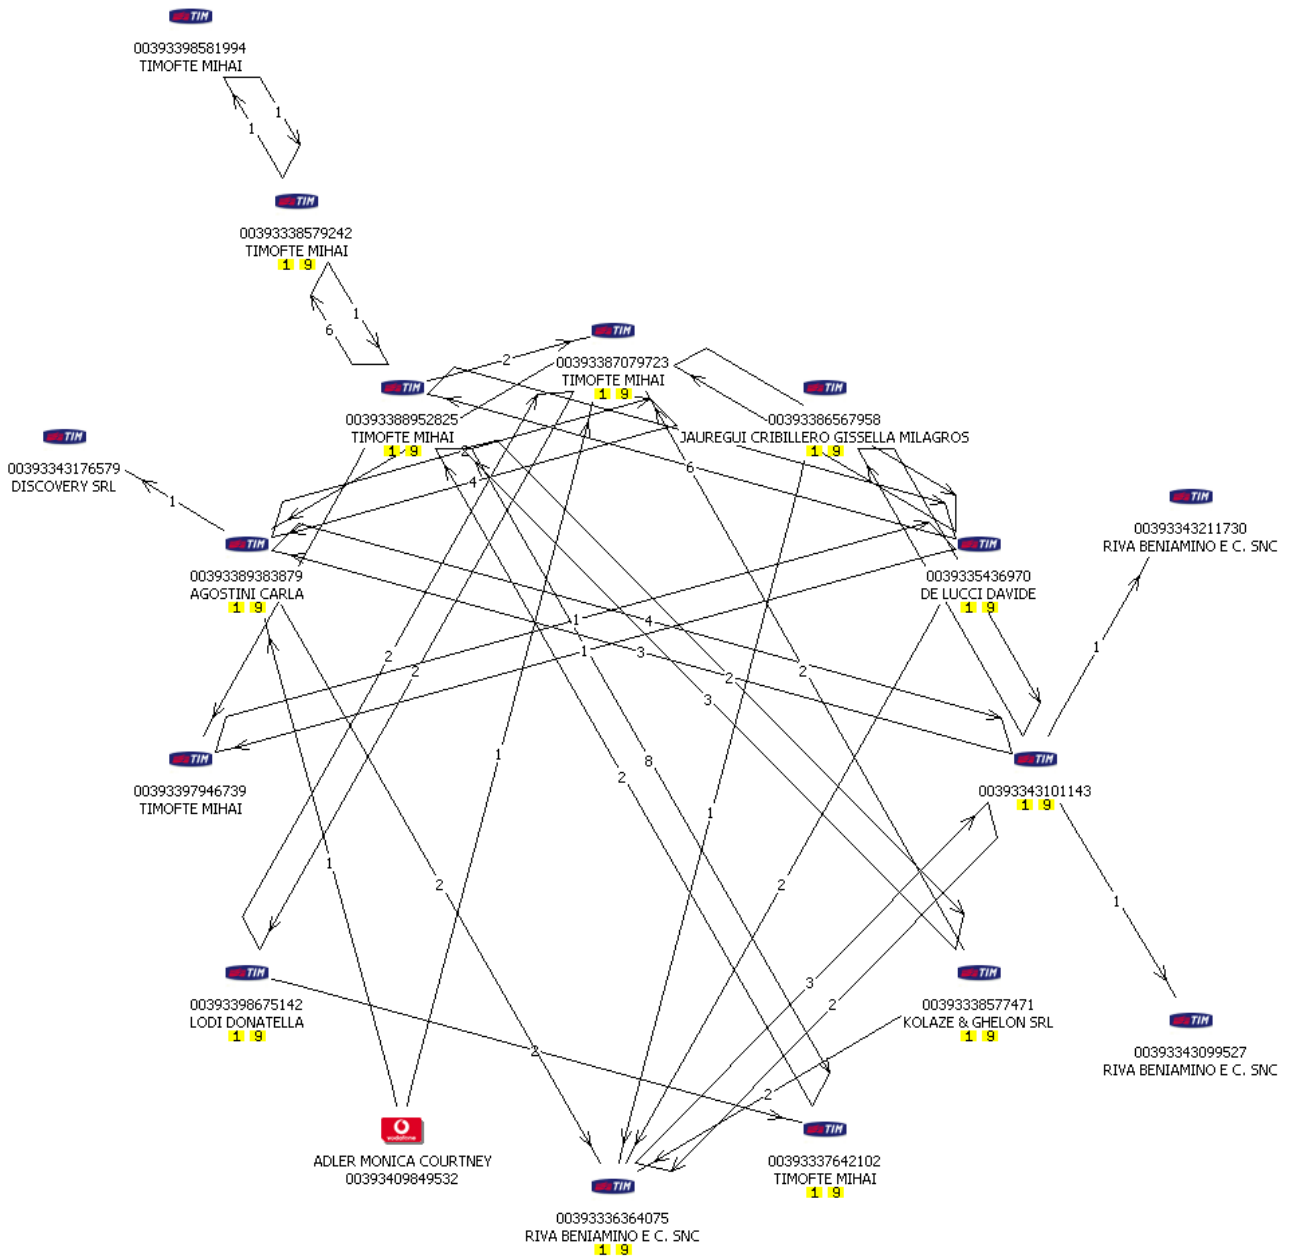 TIM
00393398581994
TIMOFTE MIHAI
1
1
TIM
00393338579242
TIMOFTE MIHAI
1 9
1
6
TIM
00393387079723
TIMOFTE MIHAI
1 9
2
TIM
00393388952825
TIMOFTE MIHAI
1 9
TIM
00393386567958
JAUREGUI CRIBILLERO GISSELLA MILAGROS
1 9
TIM
00393343176579
DISCOVERY SRL
1
2
4
6
TIM
00393343211730
RIVA BENIAMINO E C. SNC
TIM
00393389383879
AGOSTINI CARLA
1 9
TIM
0039335436970
DE LUCCI DAVIDE
1 9
1
4
1
3
1
2
2
2
2
3
TIM
00393397946739
TIMOFTE MIHAI
1
8
2
TIM
00393343101143
1 9
1
1
2
2
1
3
2
TIM
00393398675142
LODI DONATELLA
1 9
TIM
00393338577471
KOLAZE & GHELON SRL
1 9
TIM
00393343099527
RIVA BENIAMINO E C. SNC
2
2
vodafone
ADLER MONICA COURTNEY
00393409849532
TIM
00393337642102
TIMOFTE MIHAI
1 9
TIM
00393336364075
RIVA BENIAMINO E C. SNC
1 9